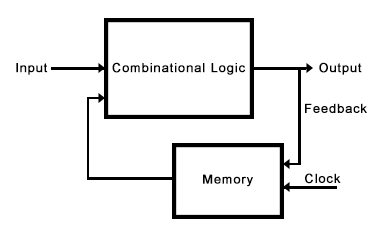 Input
Combinational Logic
Output
Feedback
Memory
Clock